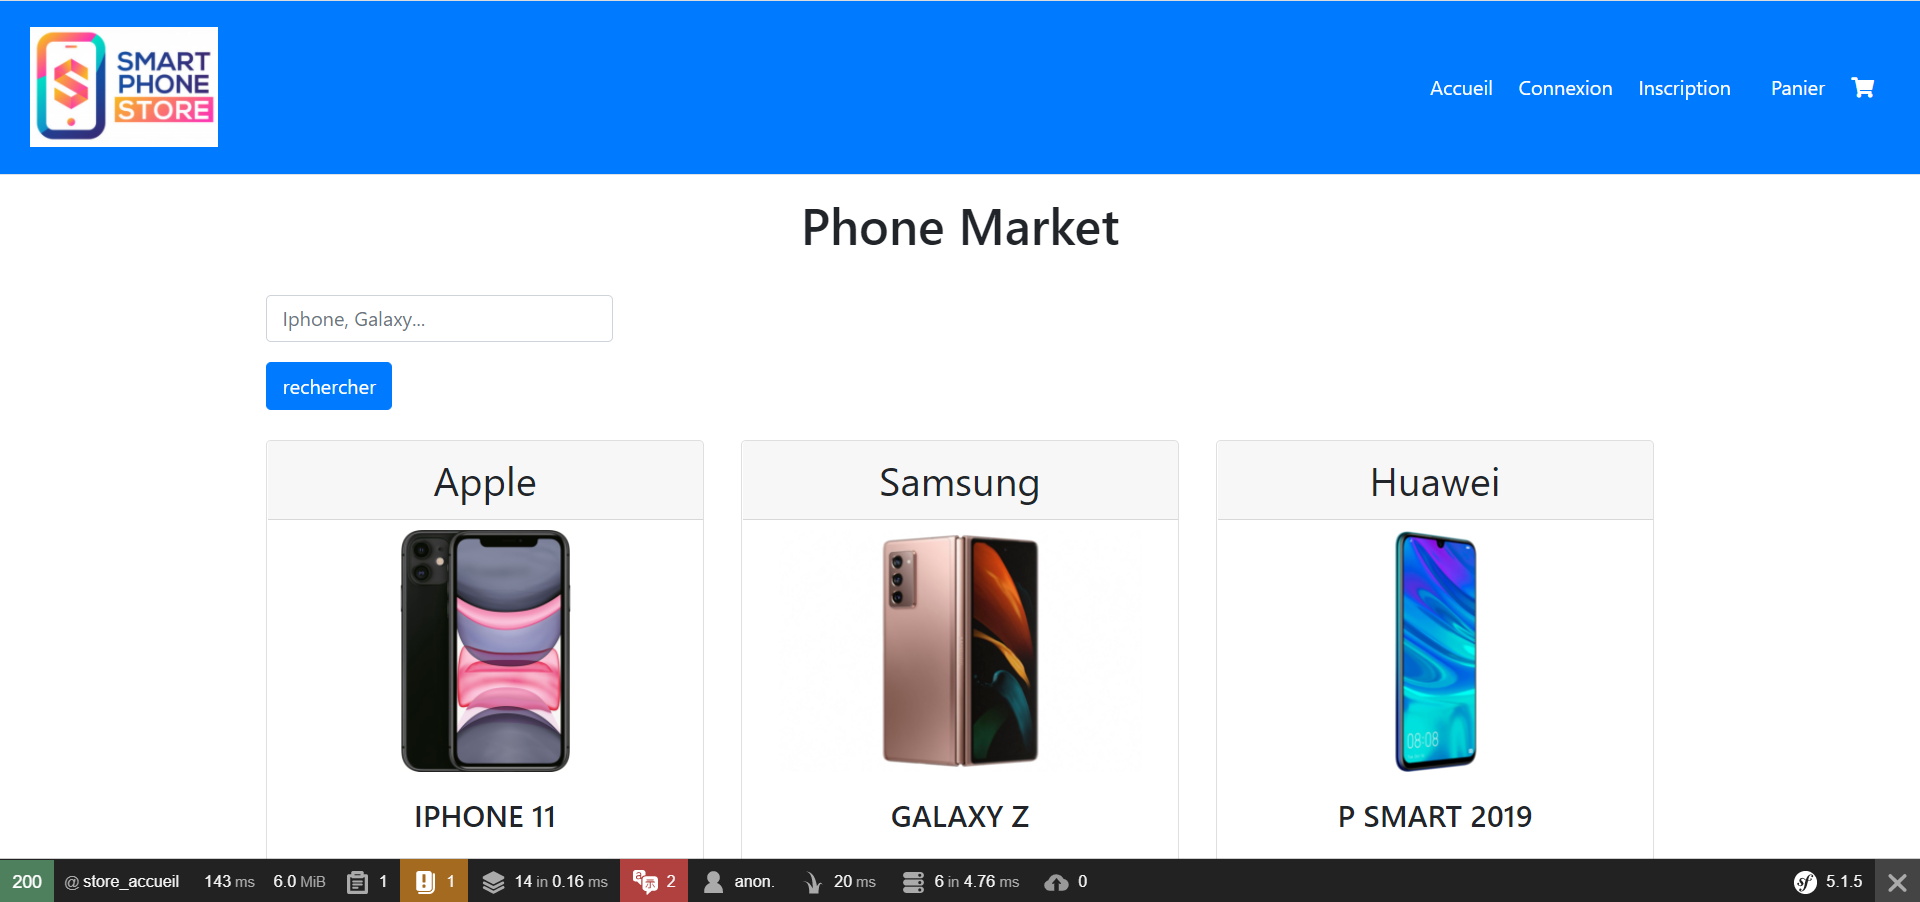 SMART
PHONE
STORE
Accueil Connexion Inscription Panier
Phone Market
Iphone, Galaxy...
rechercher
Apple Samsung Huawei
08:08
IPHONE 11 GALAXY Z P SMART 2019
200 @ store_accueil 143 ms 6.0 MiB 1 1 14 in 0.16 ms 2 anon. 20 ms 6 in 4.76 ms 0 sf 5.1.5